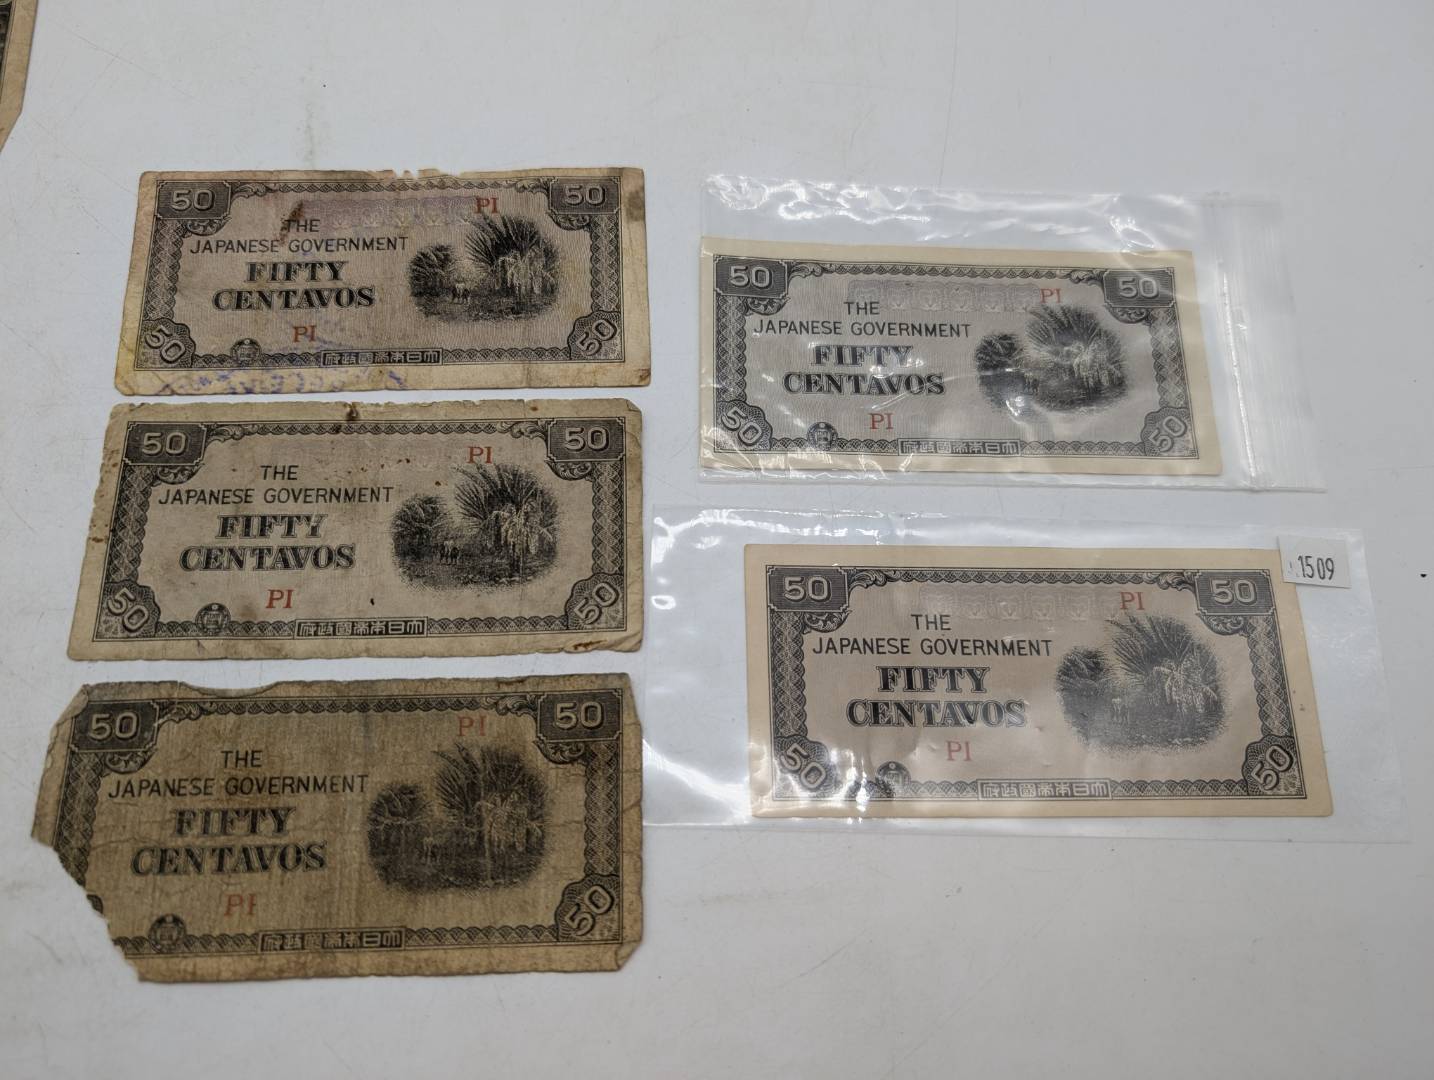 50 50
PI
THE
JAPANESE GOVERNMENT
FIFTY
CENTAVOS
PI
50 50
府政國帝本日大
50 50
PI
THE
JAPANESE GOVERNMENT
FIFTY
CENTAVOS
PI
50 50
府政國帝本日大
50 50
PI
THE
JAPANESE GOVERNMENT
FIFTY
CENTAVOS
PI
50
府政國帝本日大
50 50
PI
THE
JAPANESE GOVERNMENT
FIFTY
CENTAVOS
PI
50 50
府政國帝本日大
1509
50 50
PI
THE
JAPANESE GOVERNMENT
FIFTY
CENTAVOS
PI
50 50
府政國帝本日大